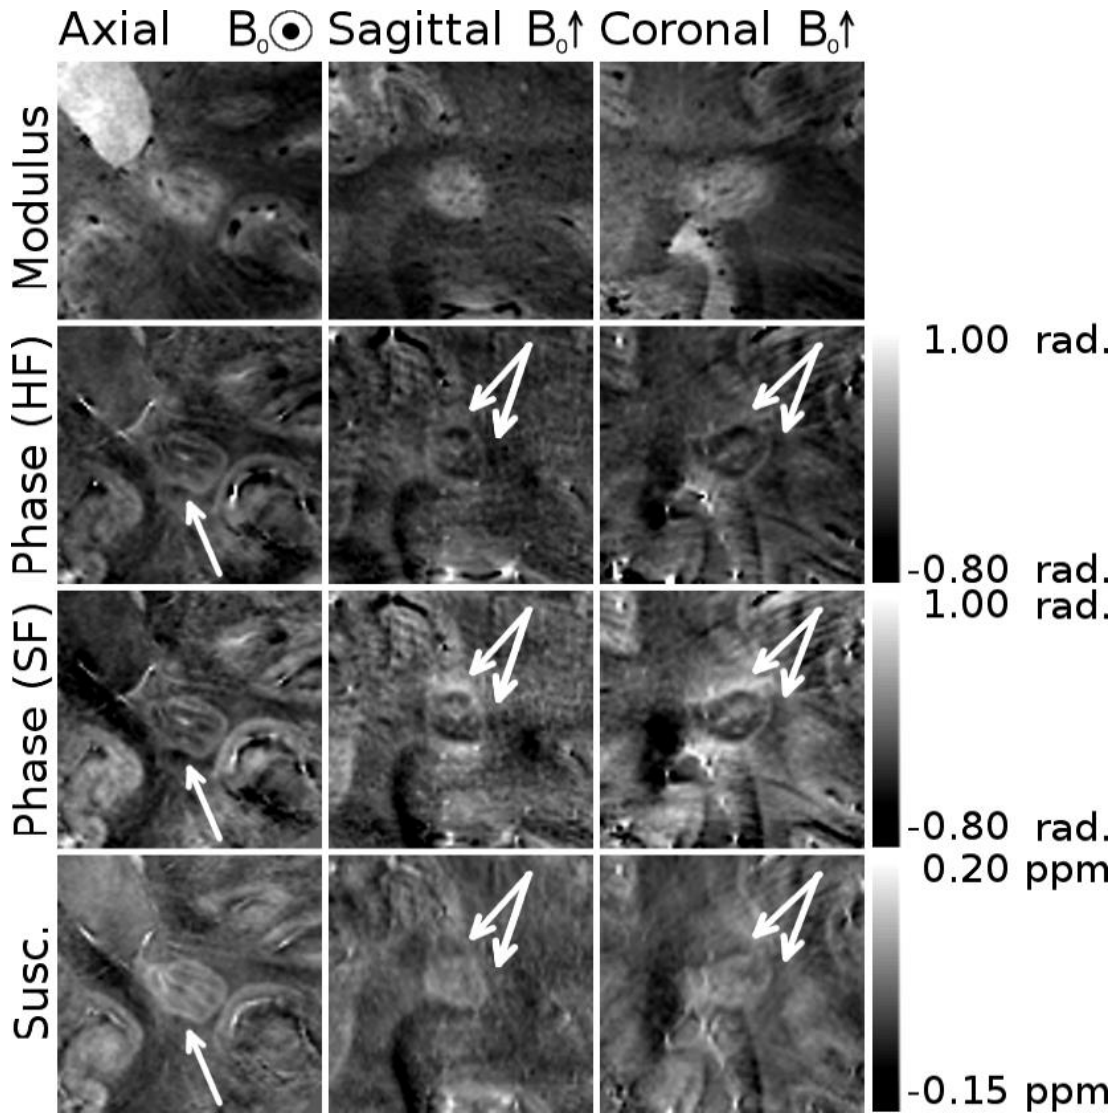 Axial B₀⊙ Sagittal B₀↑ Coronal B₀↑
Modulus
Phase (HF)
1.00 rad.
-0.80 rad.
Phase (SF)
1.00 rad.
-0.80 rad.
Susc.
0.20 ppm
-0.15 ppm